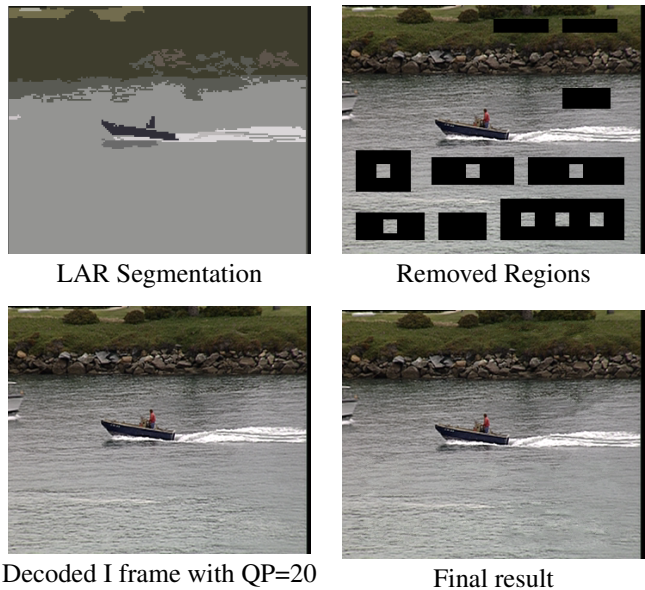 LAR Segmentation
Removed Regions
Decoded I frame with QP=20
Final result